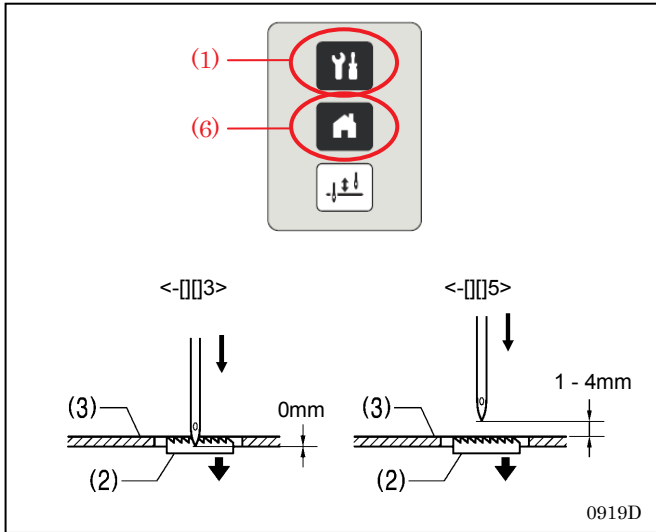 (1)
(6)
<-[][]3>
<-[][]5>
1 - 4mm
(3)
0mm
(3)
(2)
(2)
0919D